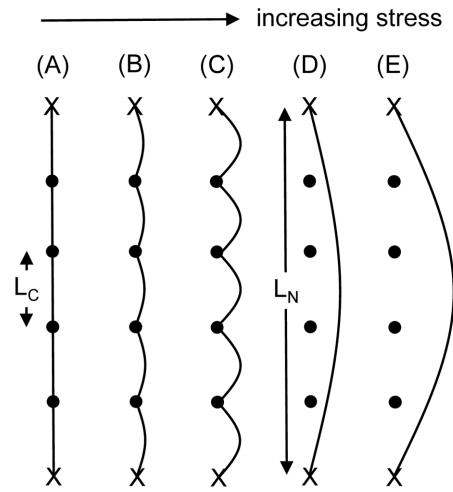 increasing stress
(A) (B) (C) (D) (E)
X X X X X
L_C L_N
X X X X X